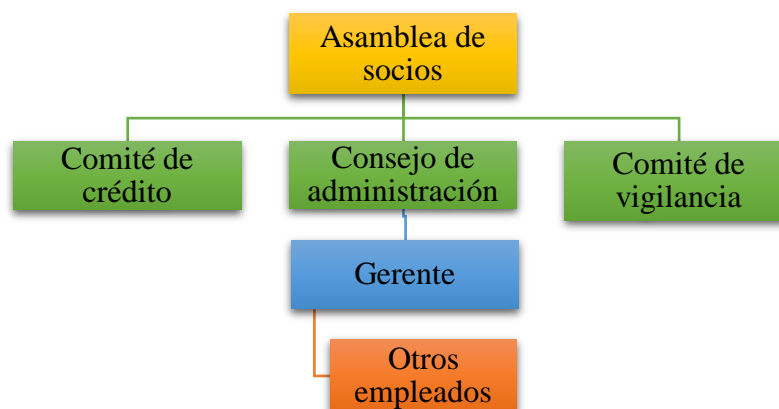 Asamblea de
socios
Comité de
crédito
Consejo de
administración
Comité de
vigilancia
Gerente
Otros
empleados